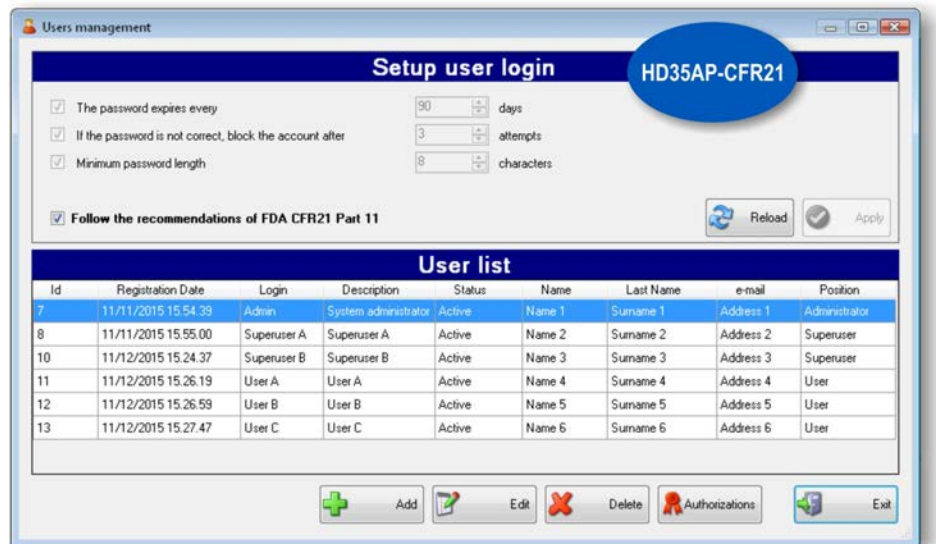 Users management
Setup user login
HD35AP-CFR21
The password expires every 90 days
If the password is not correct, block the account after 3 attempts
Minimum password length 8 characters
Follow the recommendations of FDA CFR21 Part 11
Reload Apply
User list
Id Registration Date Login Description Status Name Last Name e-mail Position
7 11/11/2015 15.54.39 Admin System administrator Active Name 1 Surname 1 Address 1 Administrator
8 11/11/2015 15.55.00 Superuser A Superuser A Active Name 2 Surname 2 Address 2 Superuser
10 11/12/2015 15.24.37 Superuser B Superuser B Active Name 3 Surname 3 Address 3 Superuser
11 11/12/2015 15.26.19 User A User A Active Name 4 Surname 4 Address 4 User
12 11/12/2015 15.26.59 User B User B Active Name 5 Surname 5 Address 5 User
13 11/12/2015 15.27.47 User C User C Active Name 6 Surname 6 Address 6 User
Add Edit Delete Authorizations Exit